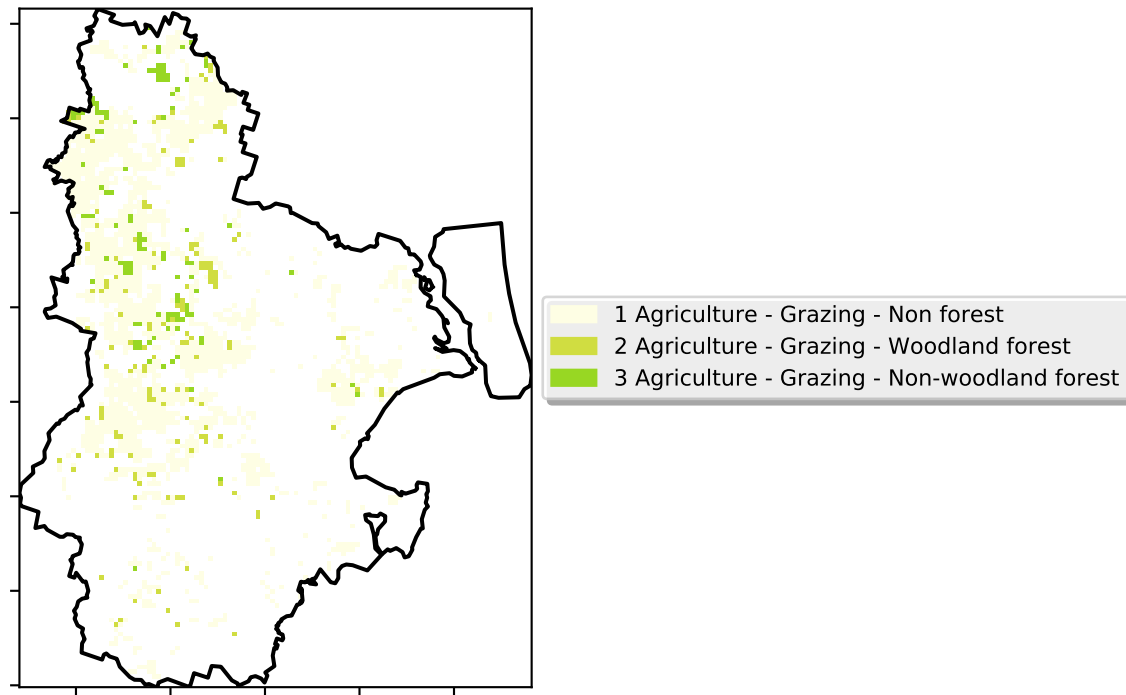 1 Agriculture - Grazing - Non forest
2 Agriculture - Grazing - Woodland forest
3 Agriculture - Grazing - Non-woodland forest